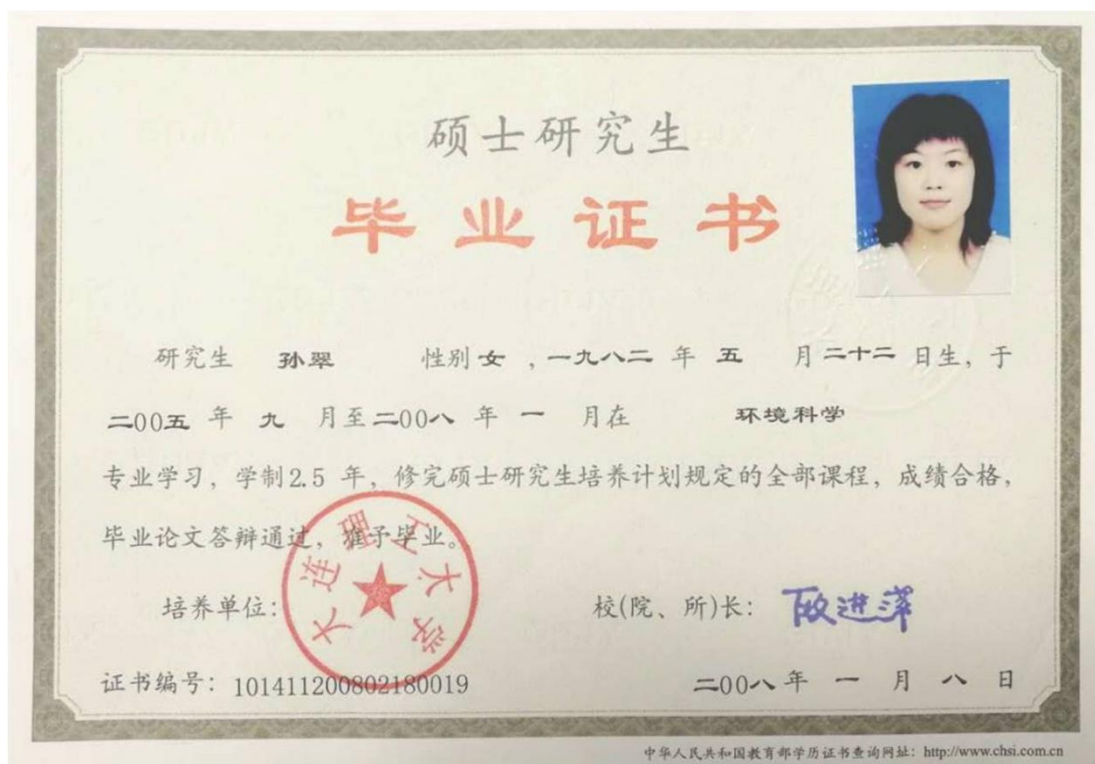 硕士研究生
毕业证书
研究生 孙翠 性别 女 ，一九八二 年 五 月 二十二 日生，于
二00五 年 九 月至 二00八 年 一 月在 环境科学
专业学习，学制2.5 年，修完硕士研究生培养计划规定的全部课程，成绩合格，
毕业论文答辩通过，准予毕业。
大连理工大学
培养单位： 校(院、所)长：
证书编号：101411200802180019 二00八 年 一 月 八 日
中华人民共和国教育部学历证书查询网址：http://www.chsi.com.cn